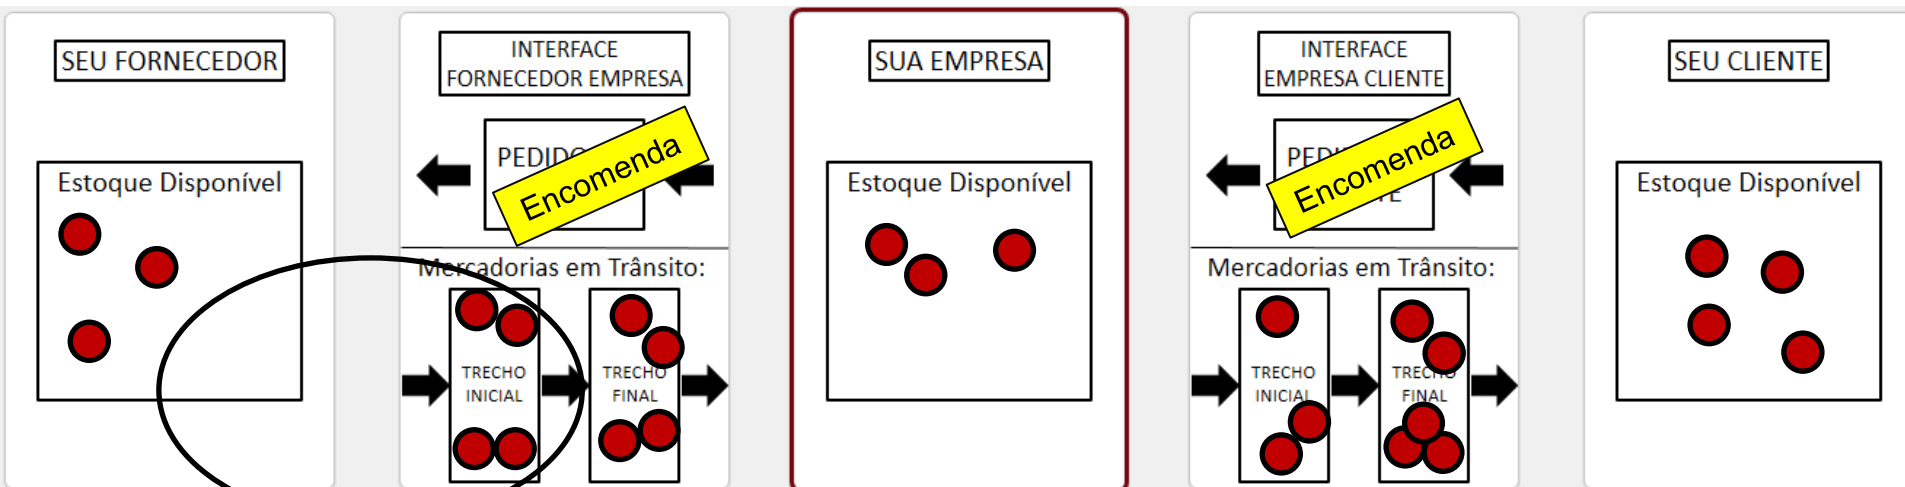 SEU FORNECEDOR
Estoque Disponível
INTERFACE
FORNECEDOR EMPRESA
Encomenda
Mercadorias em Trânsito:
TRECHO
INICIAL
TRECHO
FINAL
SUA EMPRESA
Estoque Disponível
INTERFACE
EMPRESA CLIENTE
Encomenda
Mercadorias em Trânsito:
TRECHO
INICIAL
TRECHO
FINAL
SEU CLIENTE
Estoque Disponível